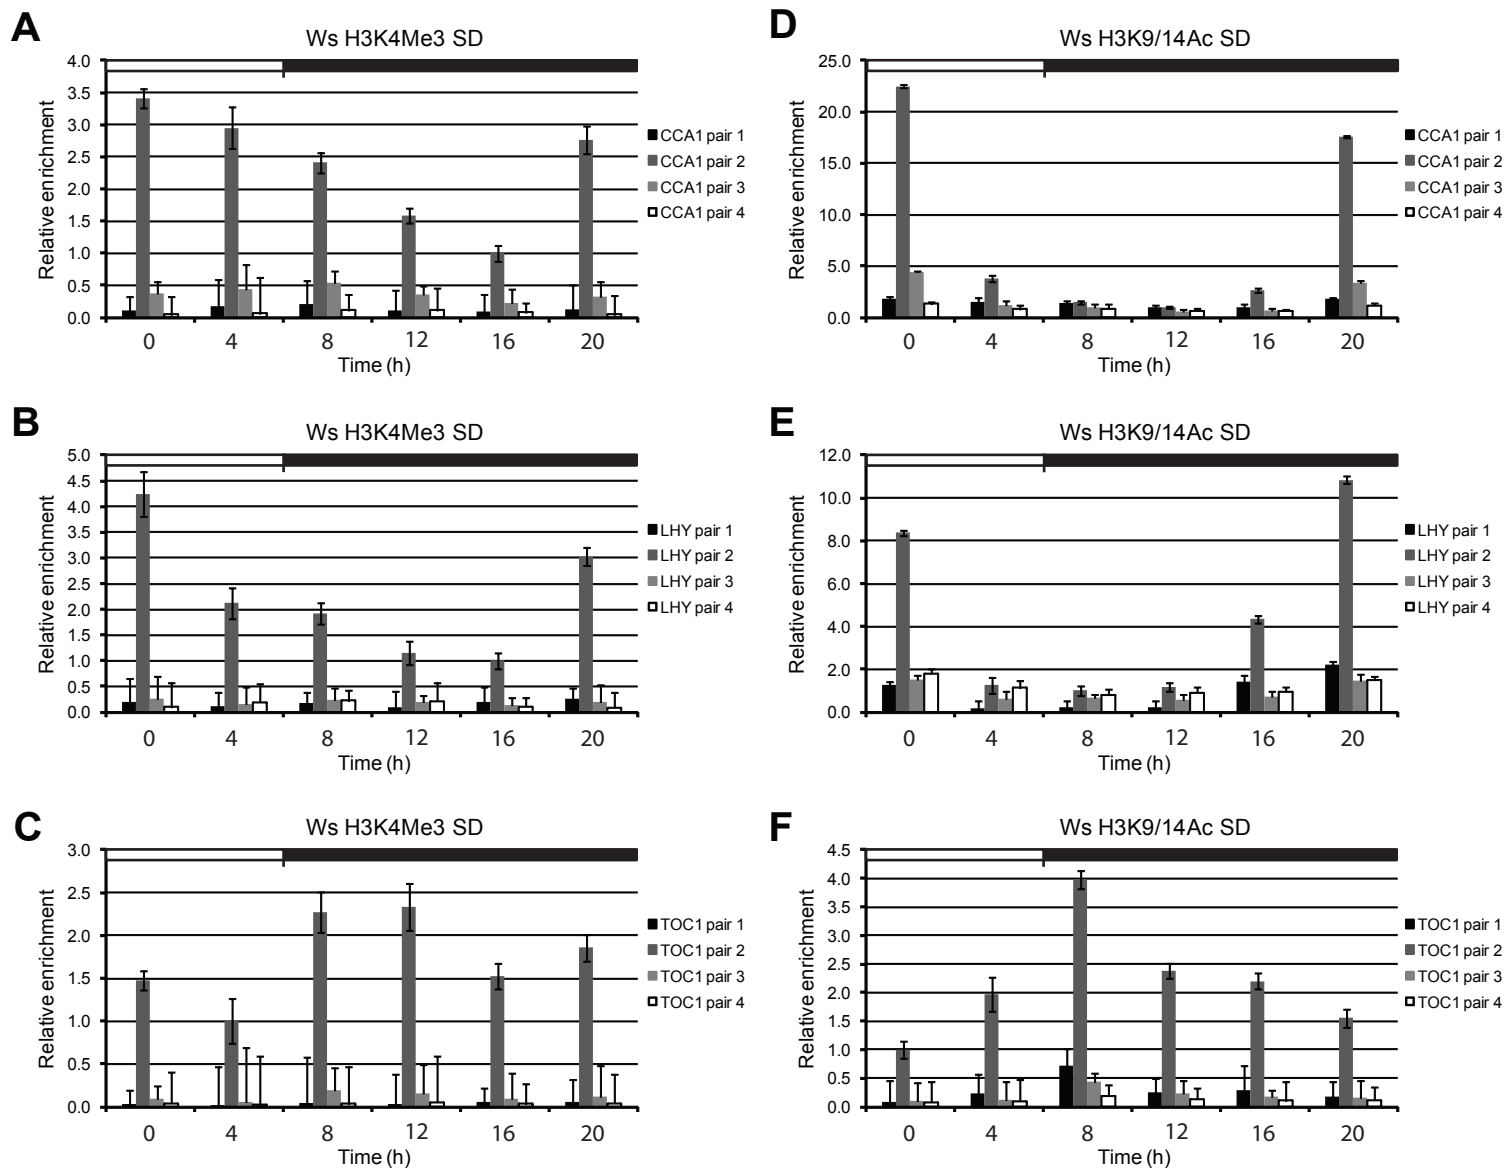 A
Ws H3K4Me3 SD
4.0
3.5
3.0
2.5
2.0
1.5
1.0
0.5
0.0
Relative enrichment
0 4 8 12 16 20
Time (h)
CCA1 pair 1
CCA1 pair 2
CCA1 pair 3
CCA1 pair 4
D
Ws H3K9/14Ac SD
25.0
20.0
15.0
10.0
5.0
0.0
Relative enrichment
0 4 8 12 16 20
Time (h)
CCA1 pair 1
CCA1 pair 2
CCA1 pair 3
CCA1 pair 4
B
Ws H3K4Me3 SD
5.0
4.5
4.0
3.5
3.0
2.5
2.0
1.5
1.0
0.5
0.0
Relative enrichment
0 4 8 12 16 20
Time (h)
LHY pair 1
LHY pair 2
LHY pair 3
LHY pair 4
E
Ws H3K9/14Ac SD
12.0
10.0
8.0
6.0
4.0
2.0
0.0
Relative enrichment
0 4 8 12 16 20
Time (h)
LHY pair 1
LHY pair 2
LHY pair 3
LHY pair 4
C
Ws H3K4Me3 SD
3.0
2.5
2.0
1.5
1.0
0.5
0.0
Relative enrichment
0 4 8 12 16 20
Time (h)
TOC1 pair 1
TOC1 pair 2
TOC1 pair 3
TOC1 pair 4
F
Ws H3K9/14Ac SD
4.5
4.0
3.5
3.0
2.5
2.0
1.5
1.0
0.5
0.0
Relative enrichment
0 4 8 12 16 20
Time (h)
TOC1 pair 1
TOC1 pair 2
TOC1 pair 3
TOC1 pair 4